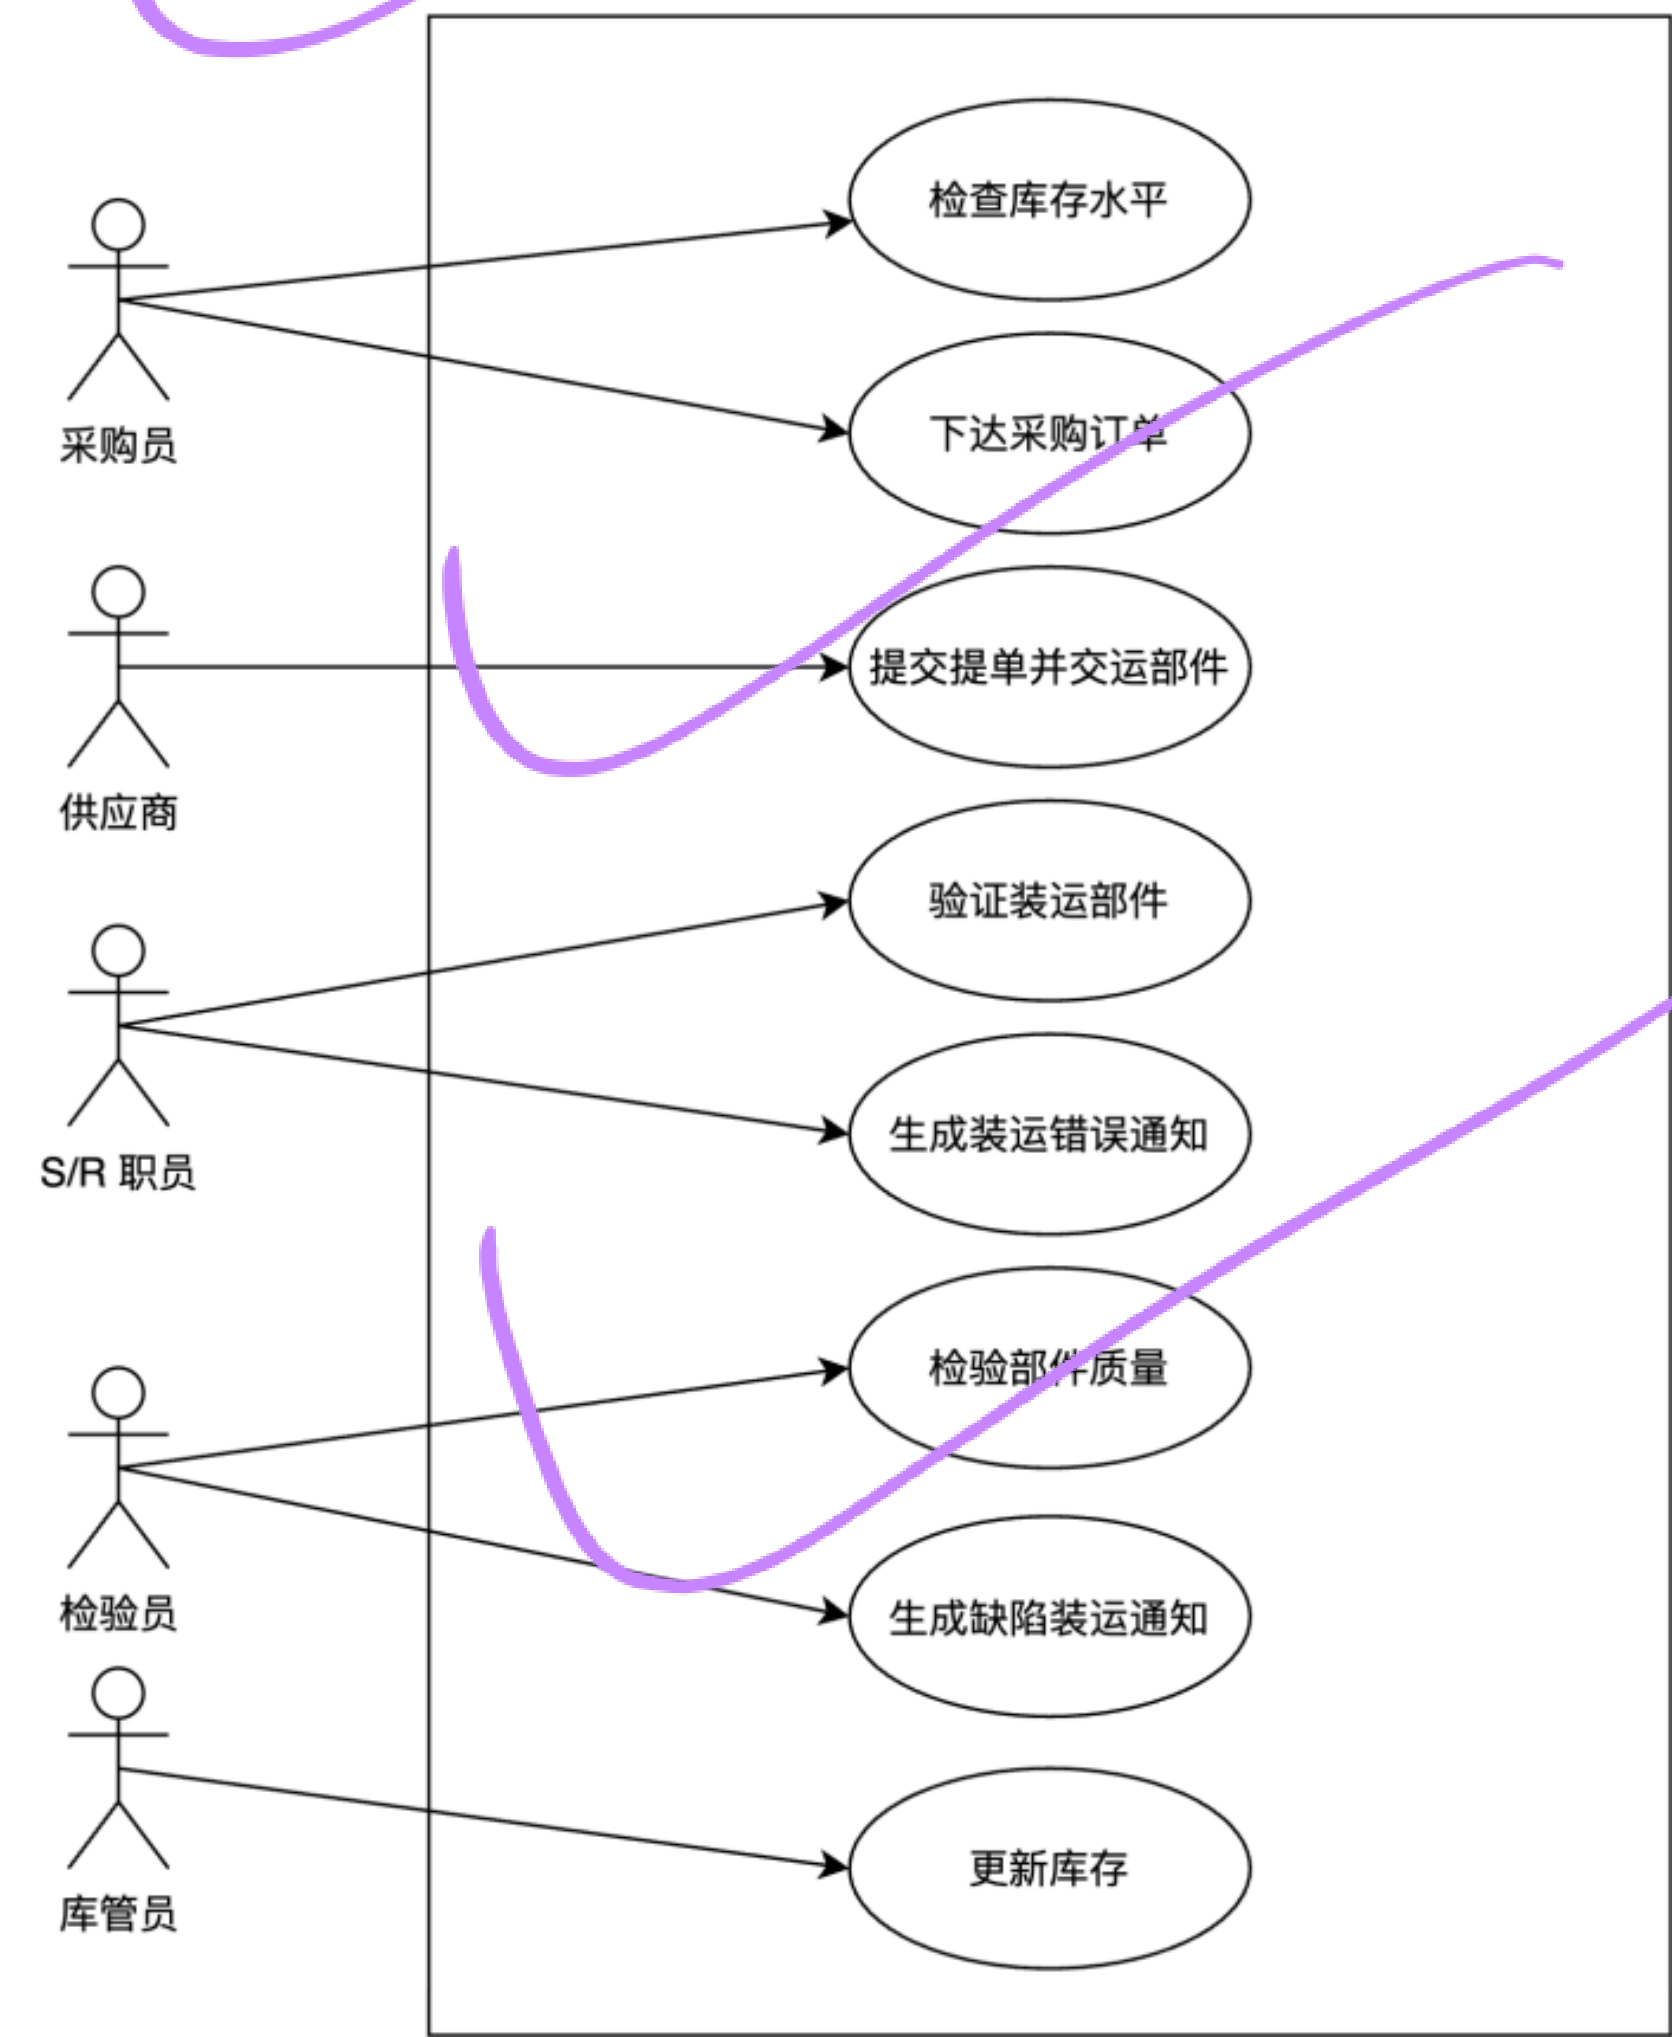 检查库存水平
下达采购订单
采购员
提交提单并交运部件
供应商
验证装运部件
生成装运错误通知
S/R 职员
检验部件质量
生成缺陷装运通知
检验员
更新库存
库管员